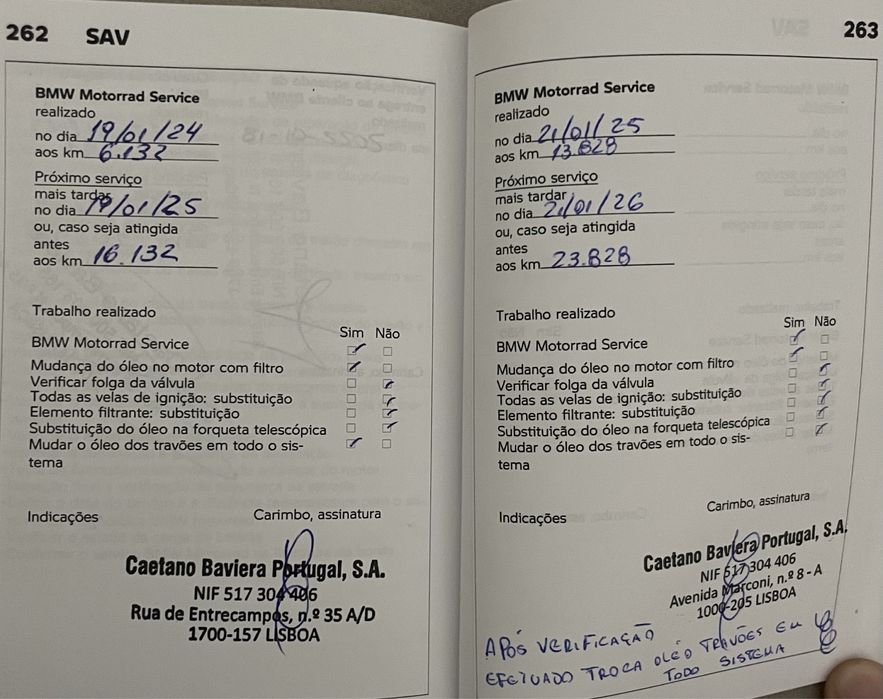 262 SAV
BMW Motorrad Service
realizado
no dia 19/01/24
aos km 6.132
Próximo serviço
mais tardar
no dia 19/01/25
ou, caso seja atingida
antes
aos km 16.132
Trabalho realizado
Sim Não
BMW Motorrad Service
Mudança do óleo no motor com filtro
Verificar folga da válvula
Todas as velas de ignição: substituição
Elemento filtrante: substituição
Substituição do óleo na forqueta telescópica
Mudar o óleo dos travões em todo o sis-
tema
Indicações
Carimbo, assinatura
Caetano Baviera Portugal, S.A.
NIF 517 304 406
Rua de Entrecampos, n.º 35 A/D
1700-157 LISBOA
263
BMW Motorrad Service
realizado
no dia 21/01/25
aos km 13.828
Próximo serviço
mais tardar
no dia 21/01/26
ou, caso seja atingida
antes
aos km 23.828
Trabalho realizado
Sim Não
BMW Motorrad Service
Mudança do óleo no motor com filtro
Verificar folga da válvula
Todas as velas de ignição: substituição
Elemento filtrante: substituição
Substituição do óleo na forqueta telescópica
Mudar o óleo dos travões em todo o sis-
tema
Indicações
Carimbo, assinatura
Caetano Baviera Portugal, S.A.
NIF 517 304 406
Avenida Marconi, n.º 8 - A
1000-205 LISBOA
APÓS VERIFICAÇÃO
EFETUADO TROCA OLEO TRAVÕES EM
TODO SISTEMA